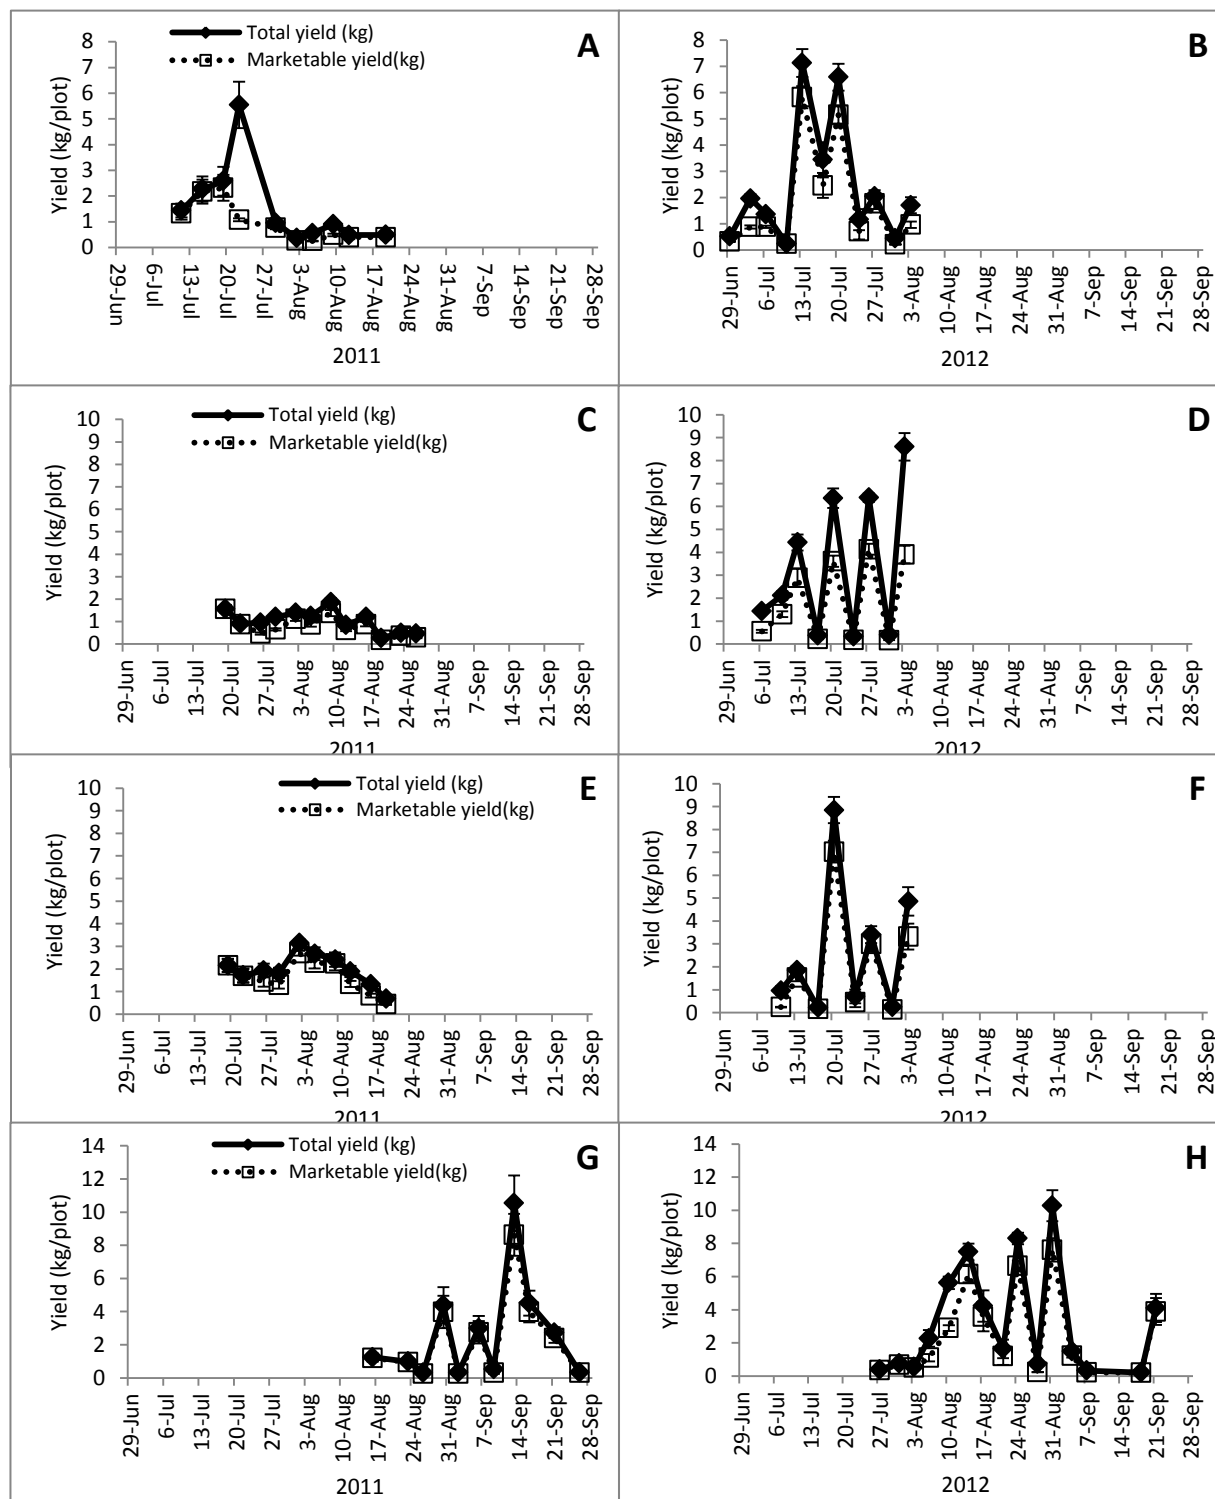 Total yield (kg)
Marketable yield(kg)
A
Yield (kg/plot)
8
7
6
5
4
3
2
1
0
29-Jun
6-Jul
13-Jul
20-Jul
27-Jul
3-Aug
10-Aug
17-Aug
24-Aug
31-Aug
7-Sep
14-Sep
21-Sep
28-Sep
2011
B
Yield (kg/plot)
8
7
6
5
4
3
2
1
0
29-Jun
6-Jul
13-Jul
20-Jul
27-Jul
3-Aug
10-Aug
17-Aug
24-Aug
31-Aug
7-Sep
14-Sep
21-Sep
28-Sep
2012
Total yield (kg)
Marketable yield(kg)
C
Yield (kg/plot)
10
9
8
7
6
5
4
3
2
1
0
29-Jun
6-Jul
13-Jul
20-Jul
27-Jul
3-Aug
10-Aug
17-Aug
24-Aug
31-Aug
7-Sep
14-Sep
21-Sep
28-Sep
2011
D
Yield (kg/plot)
10
9
8
7
6
5
4
3
2
1
0
29-Jun
6-Jul
13-Jul
20-Jul
27-Jul
3-Aug
10-Aug
17-Aug
24-Aug
31-Aug
7-Sep
14-Sep
21-Sep
28-Sep
2012
Total yield (kg)
Marketable yield(kg)
E
Yield (kg/plot)
10
9
8
7
6
5
4
3
2
1
0
29-Jun
6-Jul
13-Jul
20-Jul
27-Jul
3-Aug
10-Aug
17-Aug
24-Aug
31-Aug
7-Sep
14-Sep
21-Sep
28-Sep
2011
F
Yield (kg/plot)
10
9
8
7
6
5
4
3
2
1
0
29-Jun
6-Jul
13-Jul
20-Jul
27-Jul
3-Aug
10-Aug
17-Aug
24-Aug
31-Aug
7-Sep
14-Sep
21-Sep
28-Sep
2012
Total yield (kg)
Marketable yield(kg)
G
Yield (kg/plot)
14
12
10
8
6
4
2
0
29-Jun
6-Jul
13-Jul
20-Jul
27-Jul
3-Aug
10-Aug
17-Aug
24-Aug
31-Aug
7-Sep
14-Sep
21-Sep
28-Sep
2011
H
Yield (kg/plot)
14
12
10
8
6
4
2
0
29-Jun
6-Jul
13-Jul
20-Jul
27-Jul
3-Aug
10-Aug
17-Aug
24-Aug
31-Aug
7-Sep
14-Sep
21-Sep
28-Sep
2012